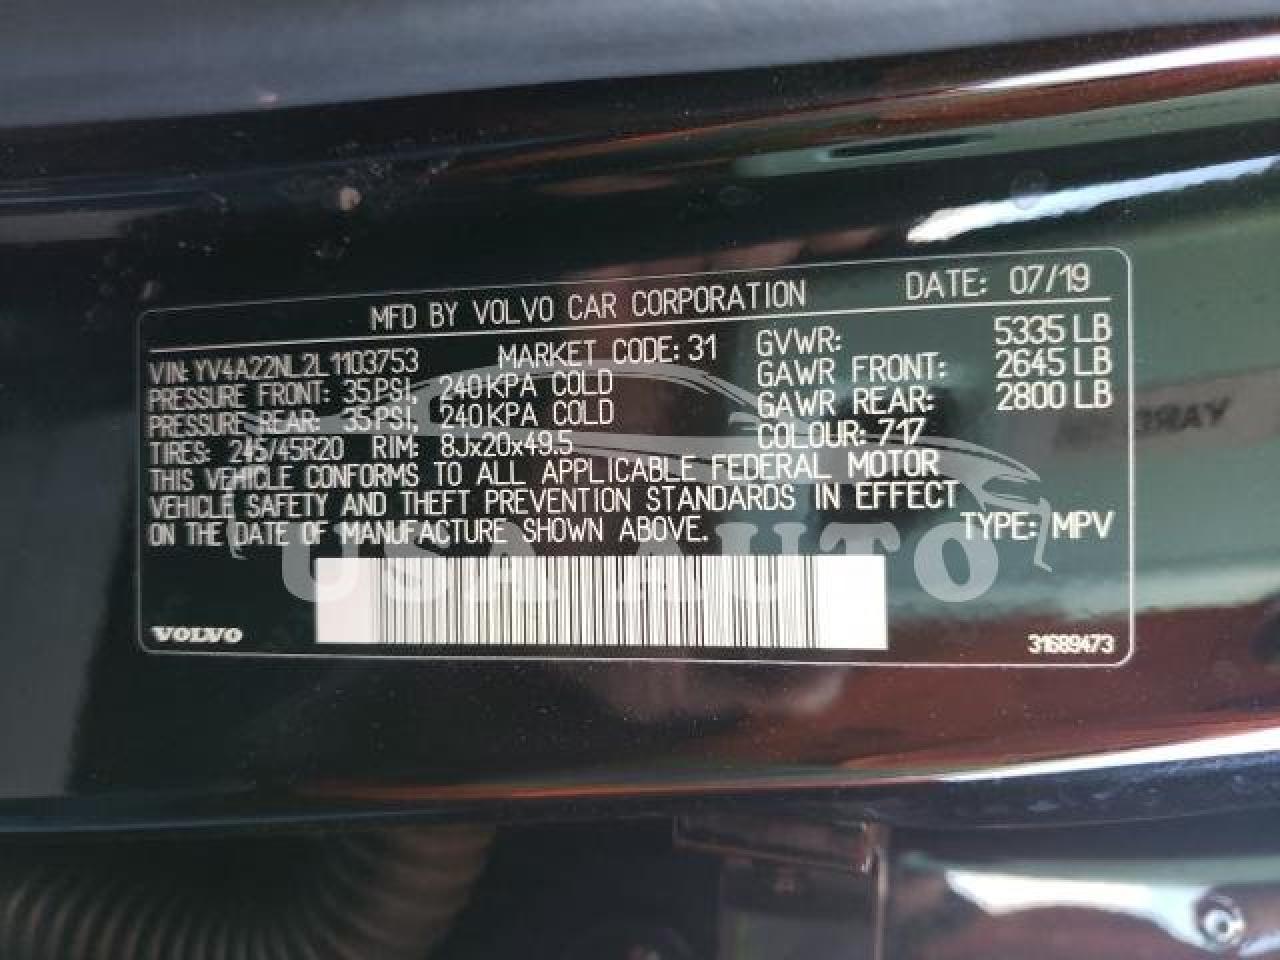 MFD BY VOLVO CAR CORPORATION DATE: 07/19
VIN: YV4A22NL2L1103753 MARKET CODE: 31 GVWR: 5335 LB
PRESSURE FRONT: 35 PSI, 240 KPA COLD GAWR FRONT: 2645 LB
PRESSURE REAR: 35 PSI, 240 KPA COLD GAWR REAR: 2800 LB
TIRES: 245/45R20 RIM: 8Jx20x49.5 COLOUR: 717
THIS VEHICLE CONFORMS TO ALL APPLICABLE FEDERAL MOTOR
VEHICLE SAFETY AND THEFT PREVENTION STANDARDS IN EFFECT
ON THE DATE OF MANUFACTURE SHOWN ABOVE. TYPE: MPV
USA AUTO
VOLVO 31689473